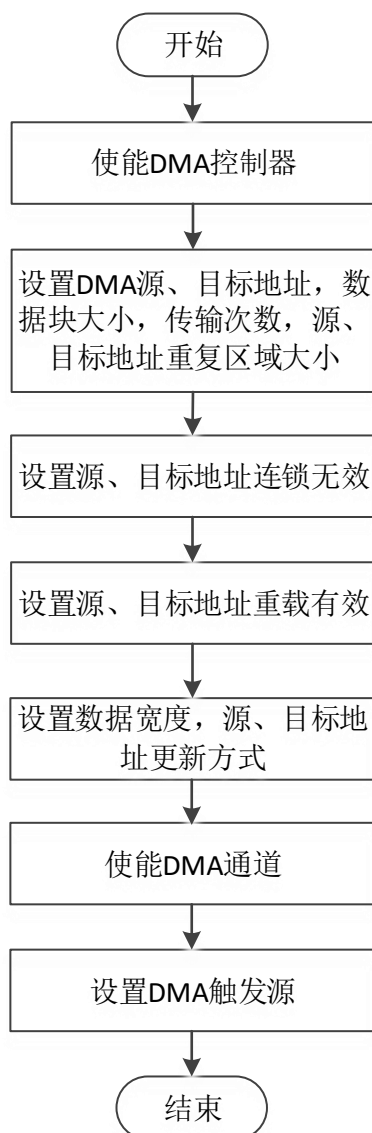 开始
使能DMA控制器
设置DMA源、目标地址，数
据块大小，传输次数，源、
目标地址重复区域大小
设置源、目标地址连锁无效
设置源、目标地址重载有效
设置数据宽度，源、目标地
址更新方式
使能DMA通道
设置DMA触发源
结束